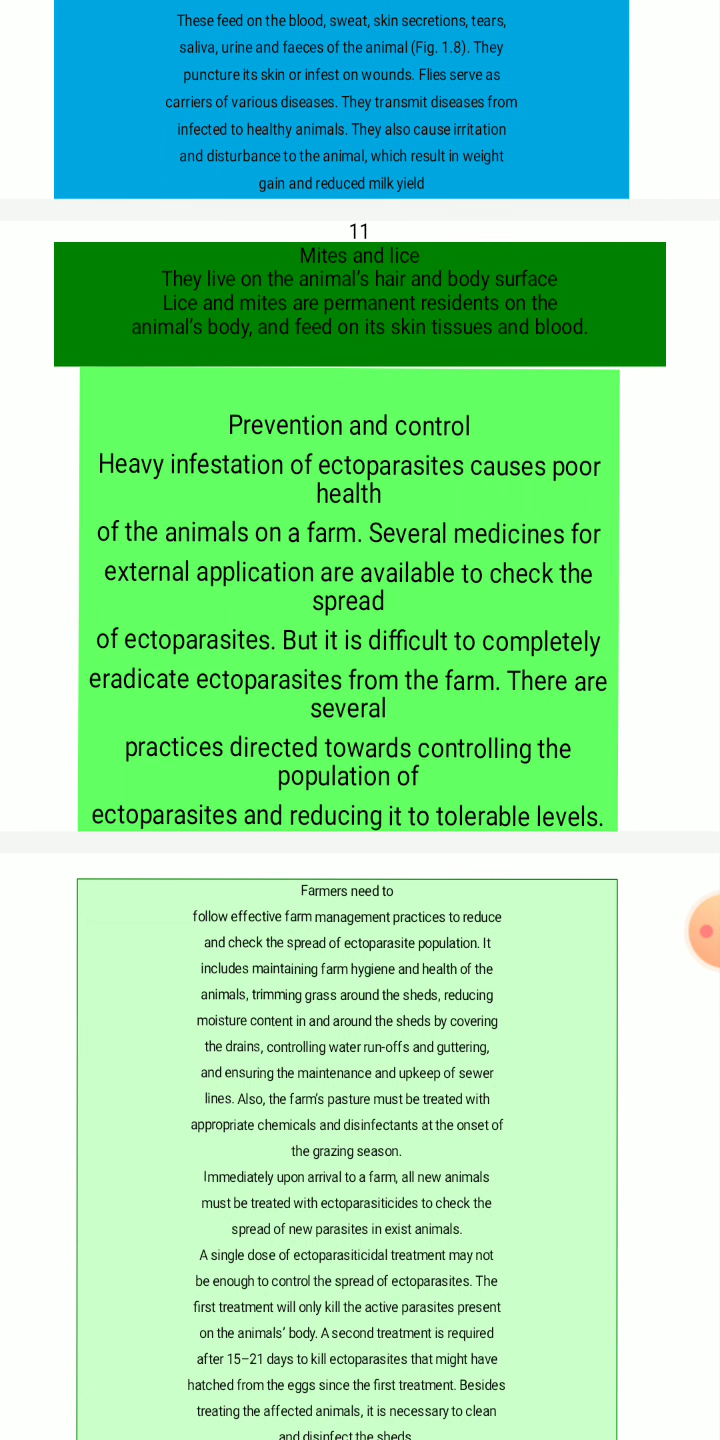 These feed on the blood, sweat, skin secretions, tears,
saliva, urine and faeces of the animal (Fig. 1.8). They
puncture its skin or infest on wounds. Flies serve as
carriers of various diseases. They transmit diseases from
infected to healthy animals. They also cause irritation
and disturbance to the animal, which result in weight
gain and reduced milk yield
11
Mites and lice
They live on the animal's hair and body surface
Lice and mites are permanent residents on the
animal's body, and feed on its skin tissues and blood.
Prevention and control
Heavy infestation of ectoparasites causes poor
health
of the animals on a farm. Several medicines for
external application are available to check the
spread
of ectoparasites. But it is difficult to completely
eradicate ectoparasites from the farm. There are
several
practices directed towards controlling the
population of
ectoparasites and reducing it to tolerable levels.
Farmers need to
follow effective farm management practices to reduce
and check the spread of ectoparasite population. It
includes maintaining farm hygiene and health of the
animals, trimming grass around the sheds, reducing
moisture content in and around the sheds by covering
the drains, controlling water run-offs and guttering,
and ensuring the maintenance and upkeep of sewer
lines. Also, the farm's pasture must be treated with
appropriate chemicals and disinfectants at the onset of
the grazing season.
Immediately upon arrival to a farm, all new animals
must be treated with ectoparasiticides to check the
spread of new parasites in exist animals.
A single dose of ectoparasiticidal treatment may not
be enough to control the spread of ectoparasites. The
first treatment will only kill the active parasites present
on the animals' body. A second treatment is required
after 15–21 days to kill ectoparasites that might have
hatched from the eggs since the first treatment. Besides
treating the affected animals, it is necessary to clean
and disinfect the sheds